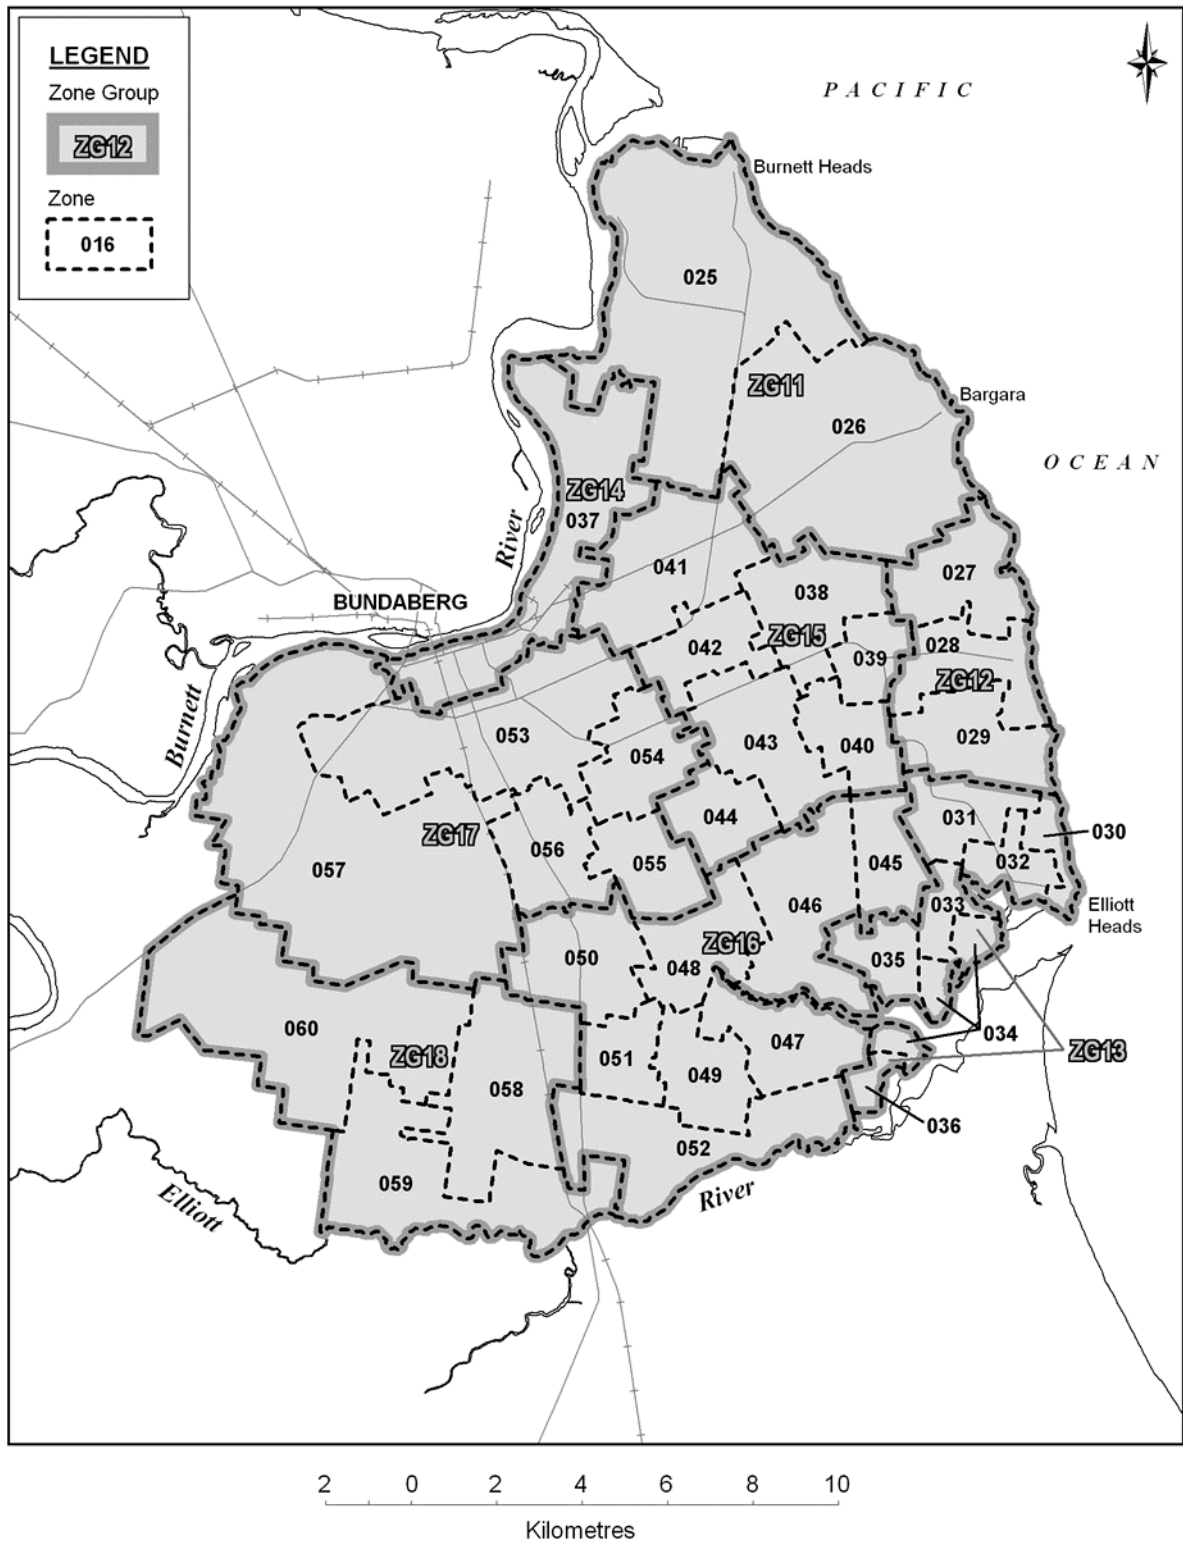 LEGEND
Zone Group
ZG12
Zone
016
PACIFIC
Burnett Heads
025
ZG11
Bargara
026
OCEAN
ZG14
037
River
041
027
038
BUNDABERG
042
ZG15
028
039
ZG12
Burnett
053
043
040
029
054
044
031
030
ZG17
056
032
057
055
045
046
033
Elliott
Heads
ZG16
050
048
035
060
034
047
ZG13
ZG18
051
049
058
036
052
059
Elliott
River
2 0 2 4 6 8 10
Kilometres